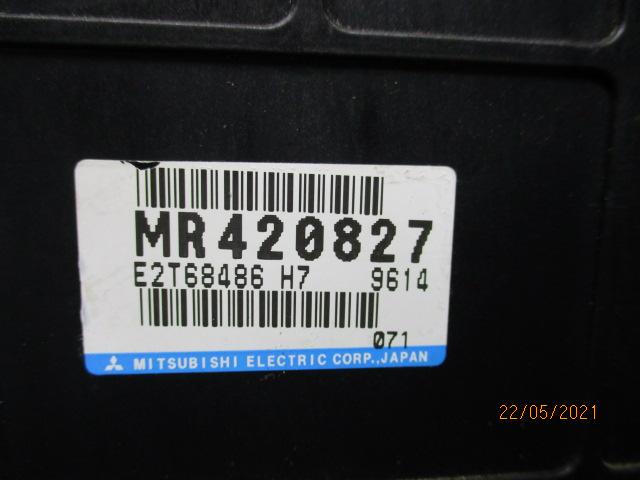 MR420827
E2T68486 H7 9614
071
MITSUBISHI ELECTRIC CORP., JAPAN
22/05/2021